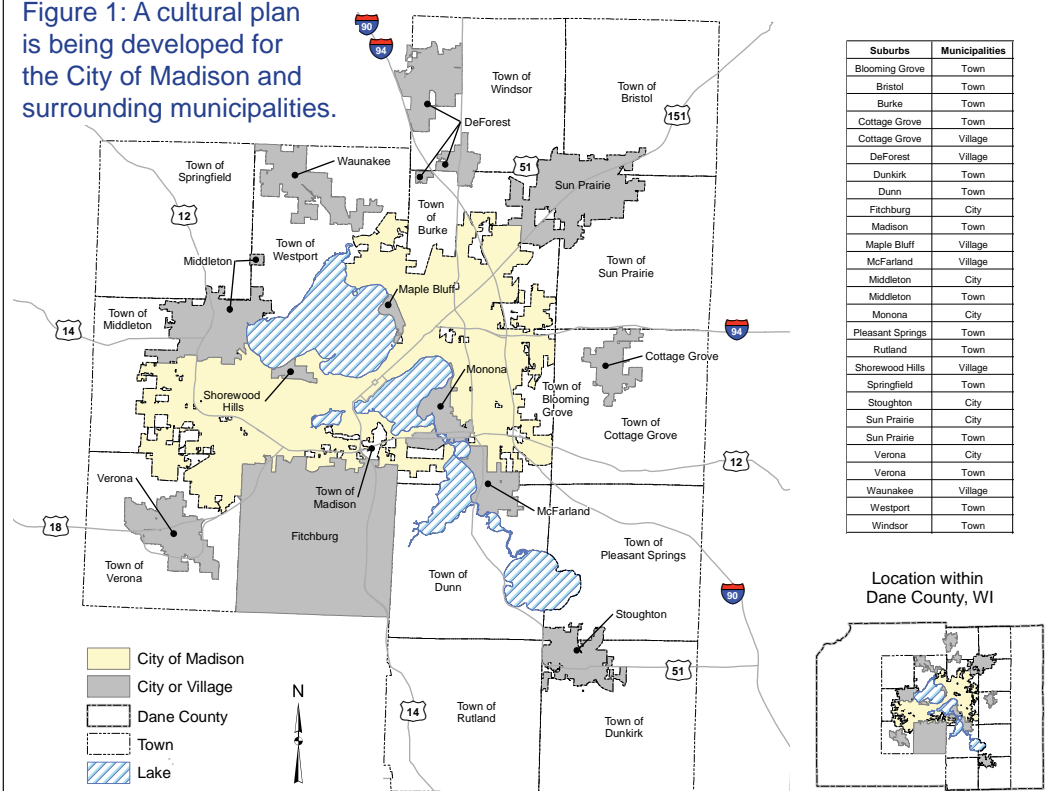 Figure 1: A cultural plan
is being developed for
the City of Madison and
surrounding municipalities.
90
94
Town of
Windsor
Town of
Bristol
151
DeForest
Town of
Springfield
Waunakee
51
Sun Prairie
12
Town of
Burke
Town of
Westport
Middleton
Town of
Sun Prairie
Maple Bluff
Town of
Middleton
14
94
Cottage Grove
Monona
Shorewood
Hills
Town of
Blooming
Grove
Town of
Cottage Grove
12
Verona
Town of
Madison
McFarland
18
Fitchburg
Town of
Pleasant Springs
Town of
Verona
Town of
Dunn
90
Stoughton
51
14
Town of
Rutland
Town of
Dunkirk
City of Madison
City or Village
Dane County
Town
Lake
N
Suburbs Municipalities
Blooming Grove Town
Bristol Town
Burke Town
Cottage Grove Town
Cottage Grove Village
DeForest Village
Dunkirk Town
Dunn Town
Fitchburg City
Madison Town
Maple Bluff Village
McFarland Village
Middleton City
Middleton Town
Monona City
Pleasant Springs Town
Rutland Town
Shorewood Hills Village
Springfield Town
Stoughton City
Sun Prairie City
Sun Prairie Town
Verona City
Verona Town
Waunakee Village
Westport Town
Windsor Town
Location within
Dane County, WI